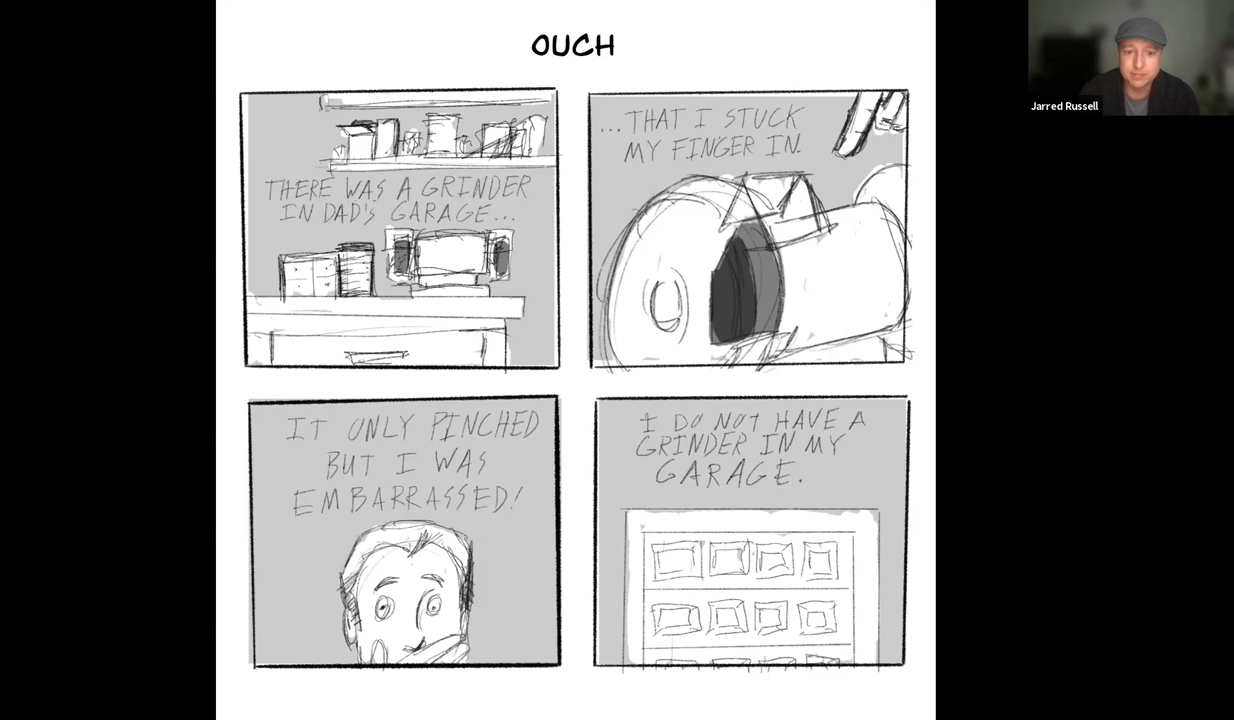 OUCH
THERE WAS A GRINDER
IN DAD'S GARAGE...
...THAT I STUCK
MY FINGER IN.
IT ONLY PINCHED
BUT I WAS
EMBARRASSED!
I DO NOT HAVE A
GRINDER IN MY
GARAGE.
Jarred Russell